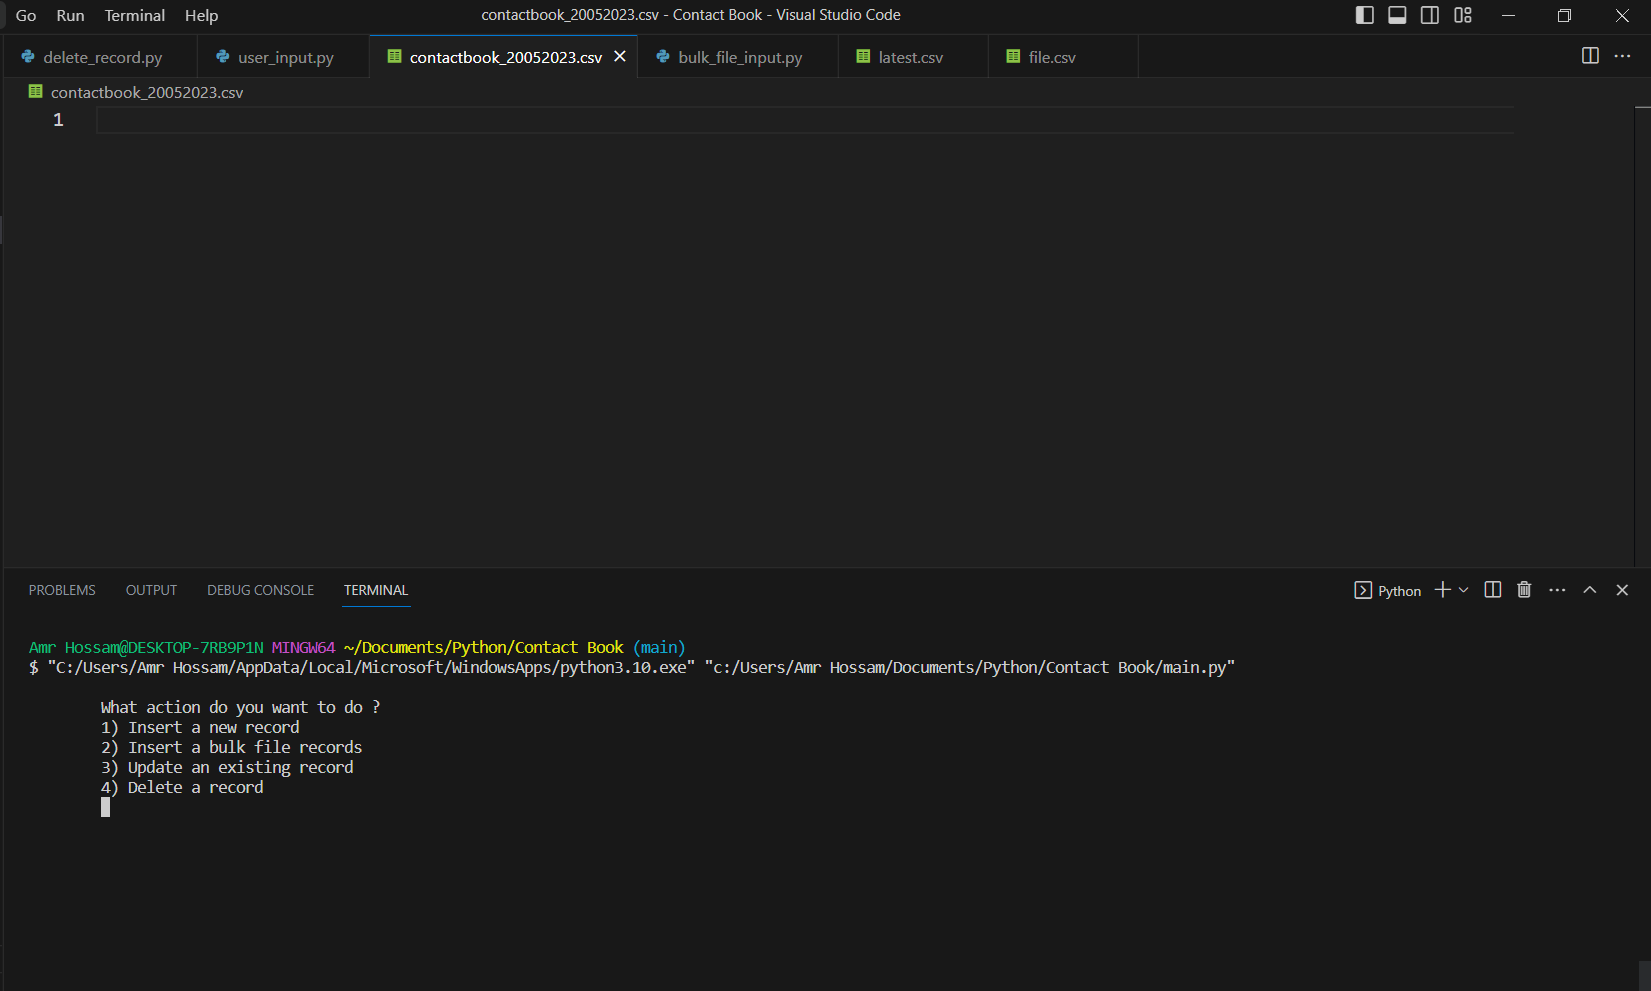 Go Run Terminal Help contactbook_20052023.csv - Contact Book - Visual Studio Code
delete_record.py user_input.py contactbook_20052023.csv bulk_file_input.py latest.csv file.csv
contactbook_20052023.csv
1
PROBLEMS OUTPUT DEBUG CONSOLE TERMINAL Python
Amr Hossam@DESKTOP-7RB9P1N MINGW64 ~/Documents/Python/Contact Book (main)
$ "C:/Users/Amr Hossam/AppData/Local/Microsoft/WindowsApps/python3.10.exe" "c:/Users/Amr Hossam/Documents/Python/Contact Book/main.py"
What action do you want to do ?
1) Insert a new record
2) Insert a bulk file records
3) Update an existing record
4) Delete a record